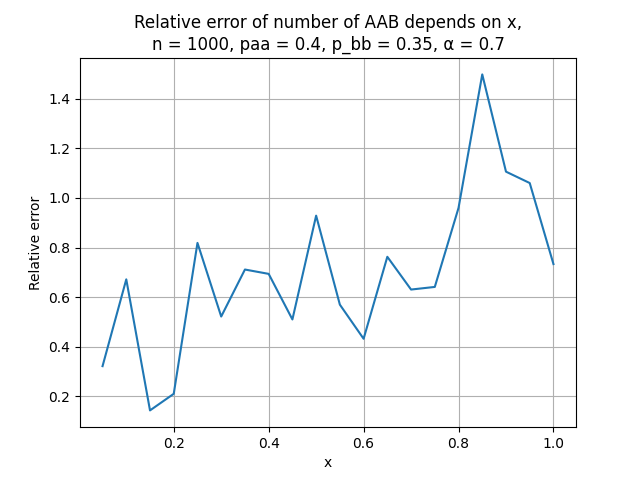 Relative error of number of AAB depends on x,
n = 1000, paa = 0.4, p_bb = 0.35, α = 0.7
1.4
1.2
1.0
0.8
0.6
0.4
0.2
Relative error
0.2 0.4 0.6 0.8 1.0
x